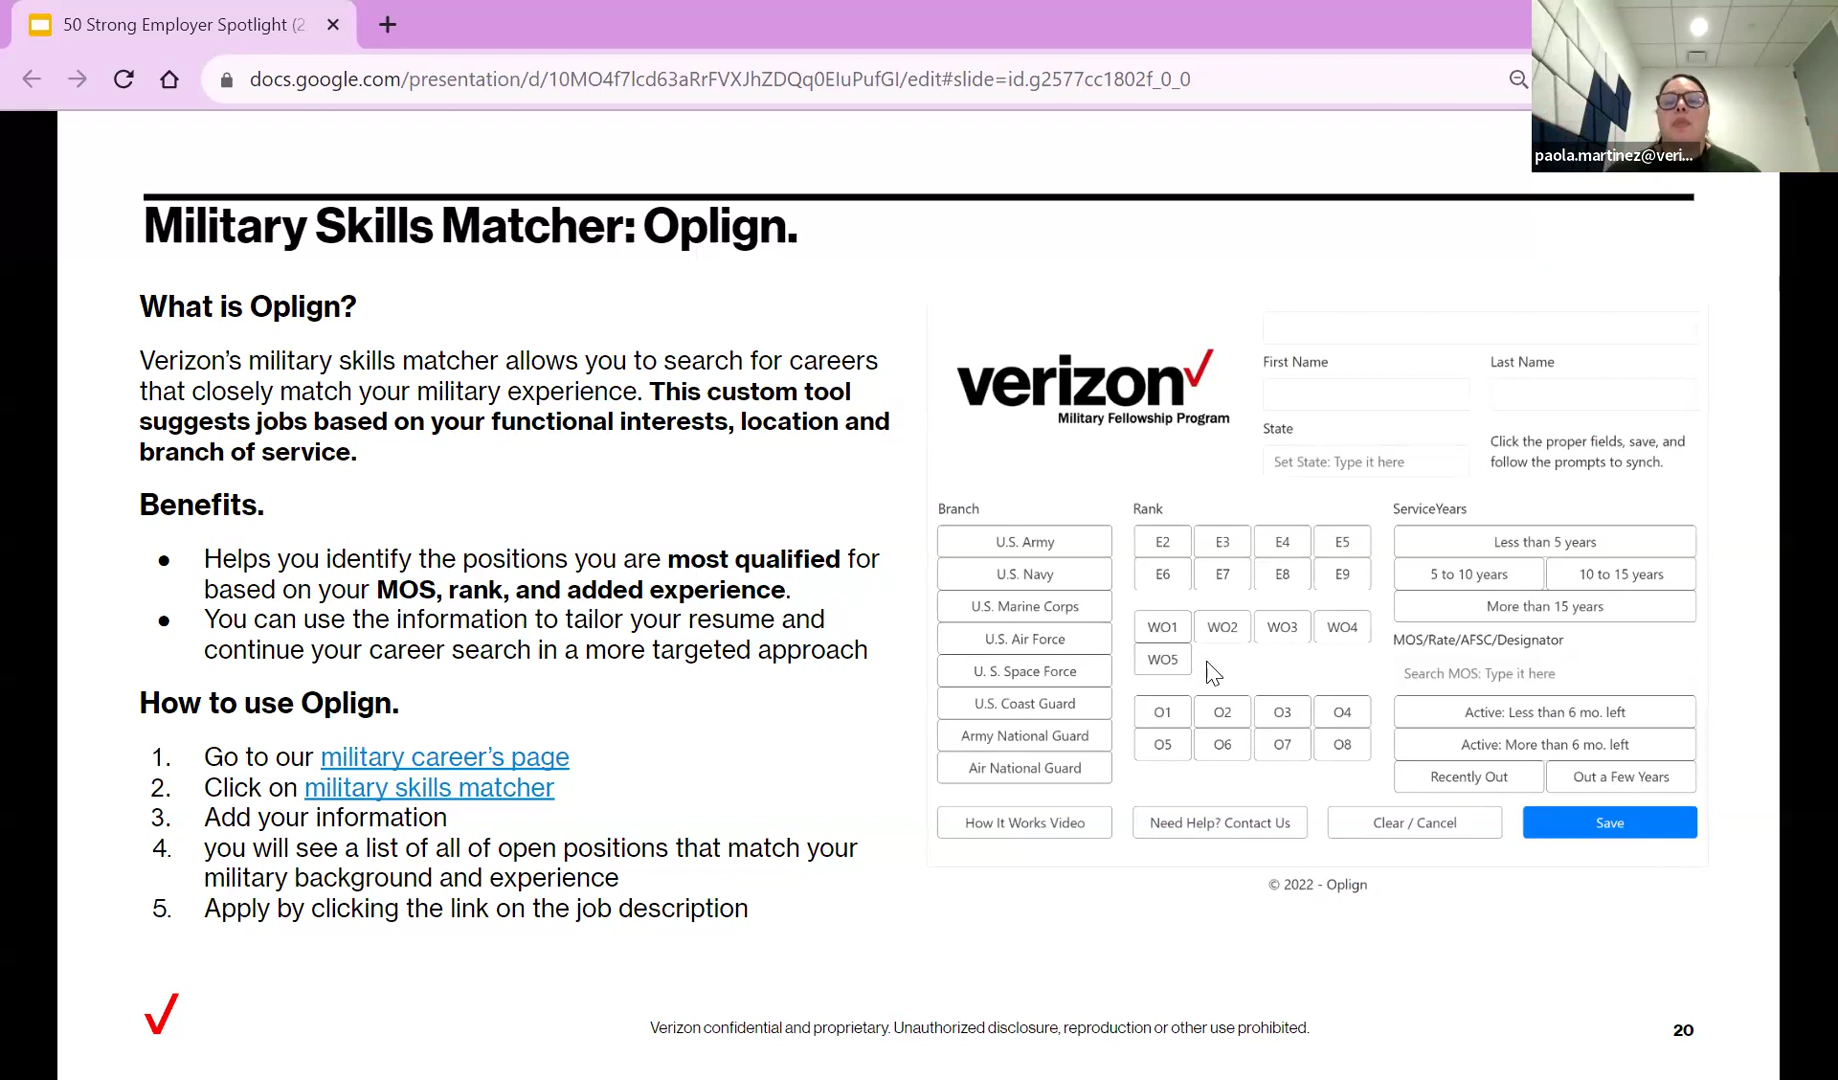 50 Strong Employer Spotlight (2
docs.google.com/presentation/d/10MO4f7lcd63aRrFVXJhZDQq0EIuPufGI/edit#slide=id.g2577cc1802f_0_0
paola.martinez@veri...
Military Skills Matcher: Oplign.
What is Oplign?
Verizon’s military skills matcher allows you to search for careers
that closely match your military experience. This custom tool
suggests jobs based on your functional interests, location and
branch of service.
Benefits.
● Helps you identify the positions you are most qualified for
based on your MOS, rank, and added experience.
● You can use the information to tailor your resume and
continue your career search in a more targeted approach
How to use Oplign.
1. Go to our military career’s page
2. Click on military skills matcher
3. Add your information
4. you will see a list of all of open positions that match your
military background and experience
5. Apply by clicking the link on the job description
verizon
Military Fellowship Program
First Name Last Name
State
Set State: Type it here
Click the proper fields, save, and
follow the prompts to synch.
Branch
U.S. Army
U.S. Navy
U.S. Marine Corps
U.S. Air Force
U. S. Space Force
U.S. Coast Guard
Army National Guard
Air National Guard
Rank
E2 E3 E4 E5
E6 E7 E8 E9
WO1 WO2 WO3 WO4
WO5
O1 O2 O3 O4
O5 O6 O7 O8
ServiceYears
Less than 5 years
5 to 10 years 10 to 15 years
More than 15 years
MOS/Rate/AFSC/Designator
Search MOS: Type it here
Active: Less than 6 mo. left
Active: More than 6 mo. left
Recently Out Out a Few Years
How It Works Video Need Help? Contact Us Clear / Cancel Save
© 2022 - Oplign
Verizon confidential and proprietary. Unauthorized disclosure, reproduction or other use prohibited.
20